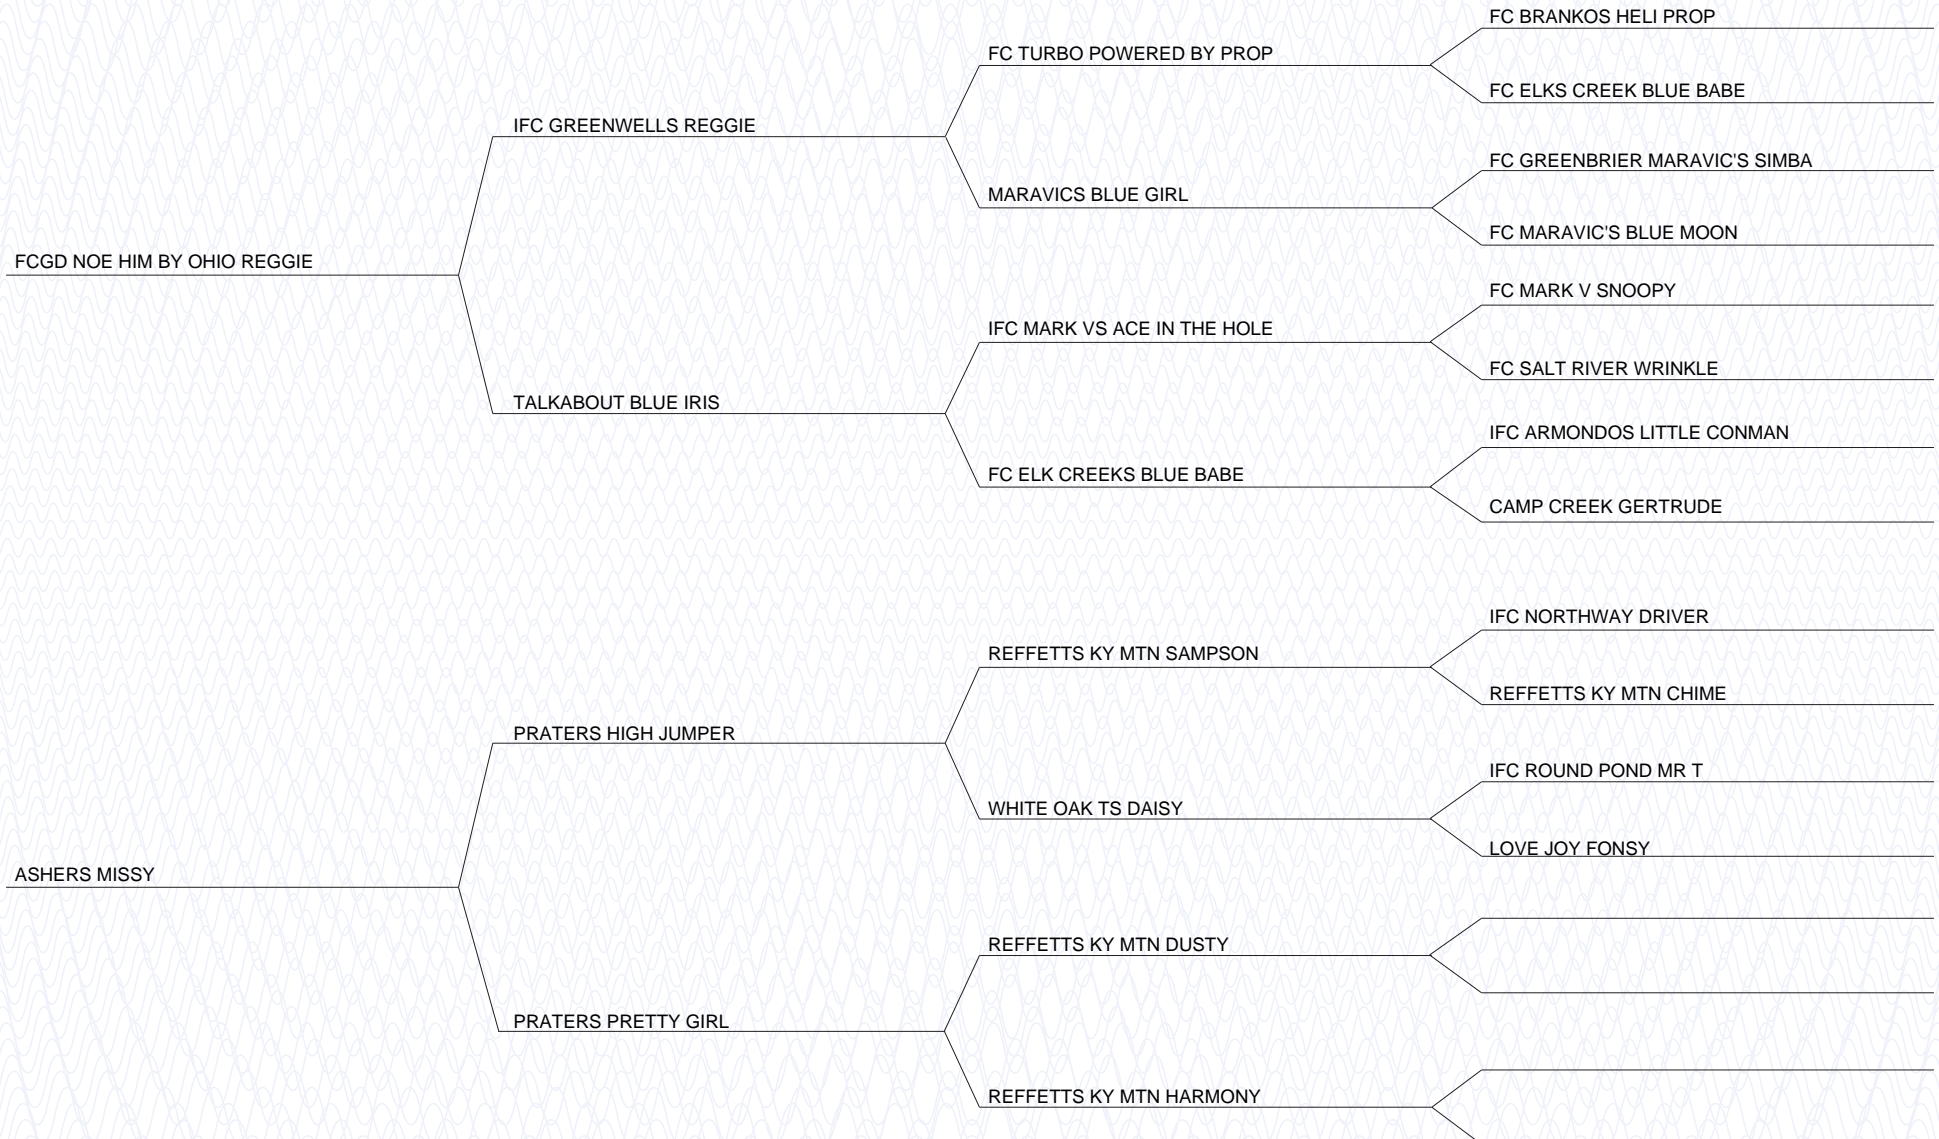 FC BRANKOS HELI PROP
FC TURBO POWERED BY PROP
FC ELKS CREEK BLUE BABE
IFC GREENWELLS REGGIE
FC GREENBRIER MARAVIC'S SIMBA
MARAVICS BLUE GIRL
FC MARAVIC'S BLUE MOON
FCGD NOE HIM BY OHIO REGGIE
FC MARK V SNOOPY
IFC MARK VS ACE IN THE HOLE
FC SALT RIVER WRINKLE
TALKABOUT BLUE IRIS
IFC ARMONDOS LITTLE CONMAN
FC ELK CREEKS BLUE BABE
CAMP CREEK GERTRUDE
IFC NORTHWAY DRIVER
REFFETTS KY MTN SAMPSON
REFFETTS KY MTN CHIME
PRATERS HIGH JUMPER
IFC ROUND POND MR T
WHITE OAK TS DAISY
LOVE JOY FONSY
ASHERS MISSY
REFFETTS KY MTN DUSTY
PRATERS PRETTY GIRL
REFFETTS KY MTN HARMONY